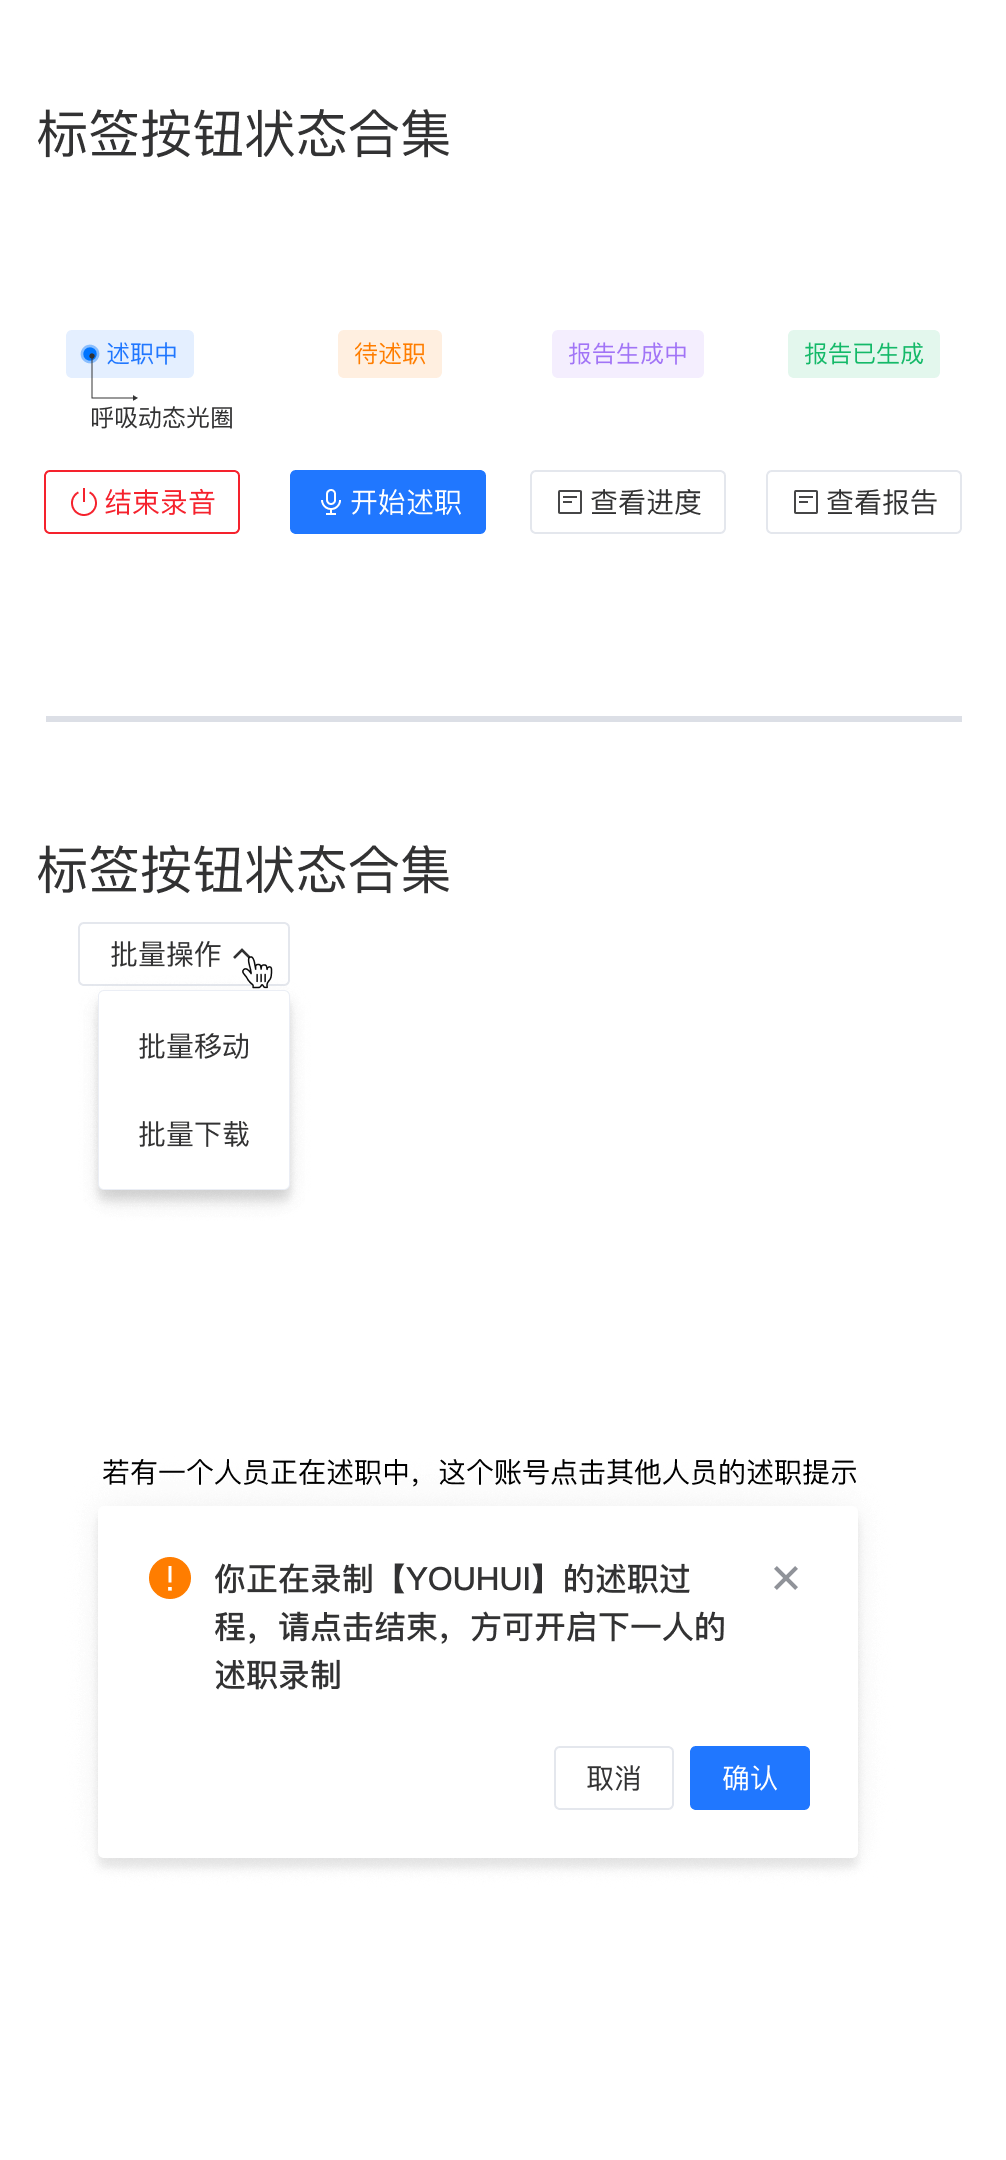 标签按钮状态合集
述职中
待述职
报告生成中
报告已生成
呼吸动态光圈
结束录音
开始述职
查看进度
查看报告
标签按钮状态合集
批量操作
批量移动
批量下载
若有一个人员正在述职中，这个账号点击其他人员的述职提示
你正在录制【YOUHUI】的述职过
程，请点击结束，方可开启下一人的
述职录制
取消
确认